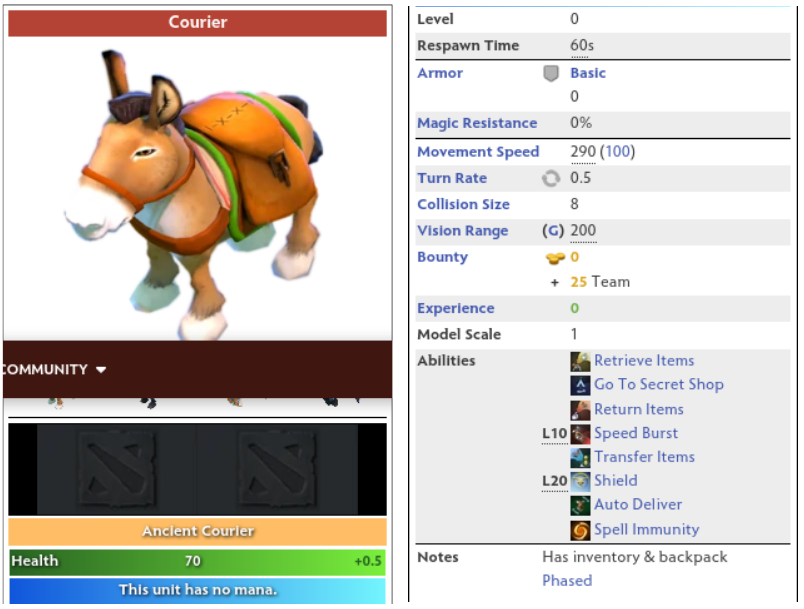 Courier
COMMUNITY
Ancient Courier
Health 70 +0.5
This unit has no mana.
Level 0
Respawn Time 60s
Armor Basic
0
Magic Resistance 0%
Movement Speed 290 (100)
Turn Rate 0.5
Collision Size 8
Vision Range (G) 200
Bounty 0
+ 25 Team
Experience 0
Model Scale 1
Abilities Retrieve Items
Go To Secret Shop
Return Items
L10 Speed Burst
Transfer Items
L20 Shield
Auto Deliver
Spell Immunity
Notes Has inventory & backpack
Phased